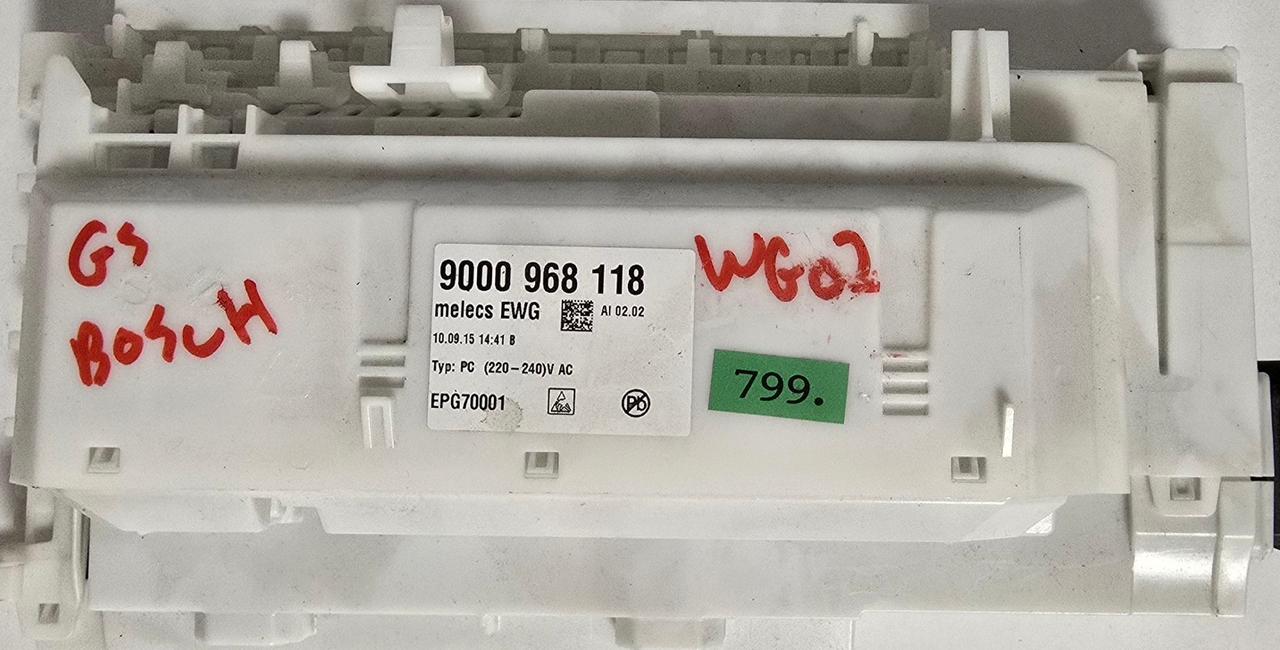 GS
BOSCH
9000 968 118
melecs EWG
AI 02.02
10.09.15 14:41 B
Typ: PC (220-240)V AC
EPG70001
Pb
WG02
799.